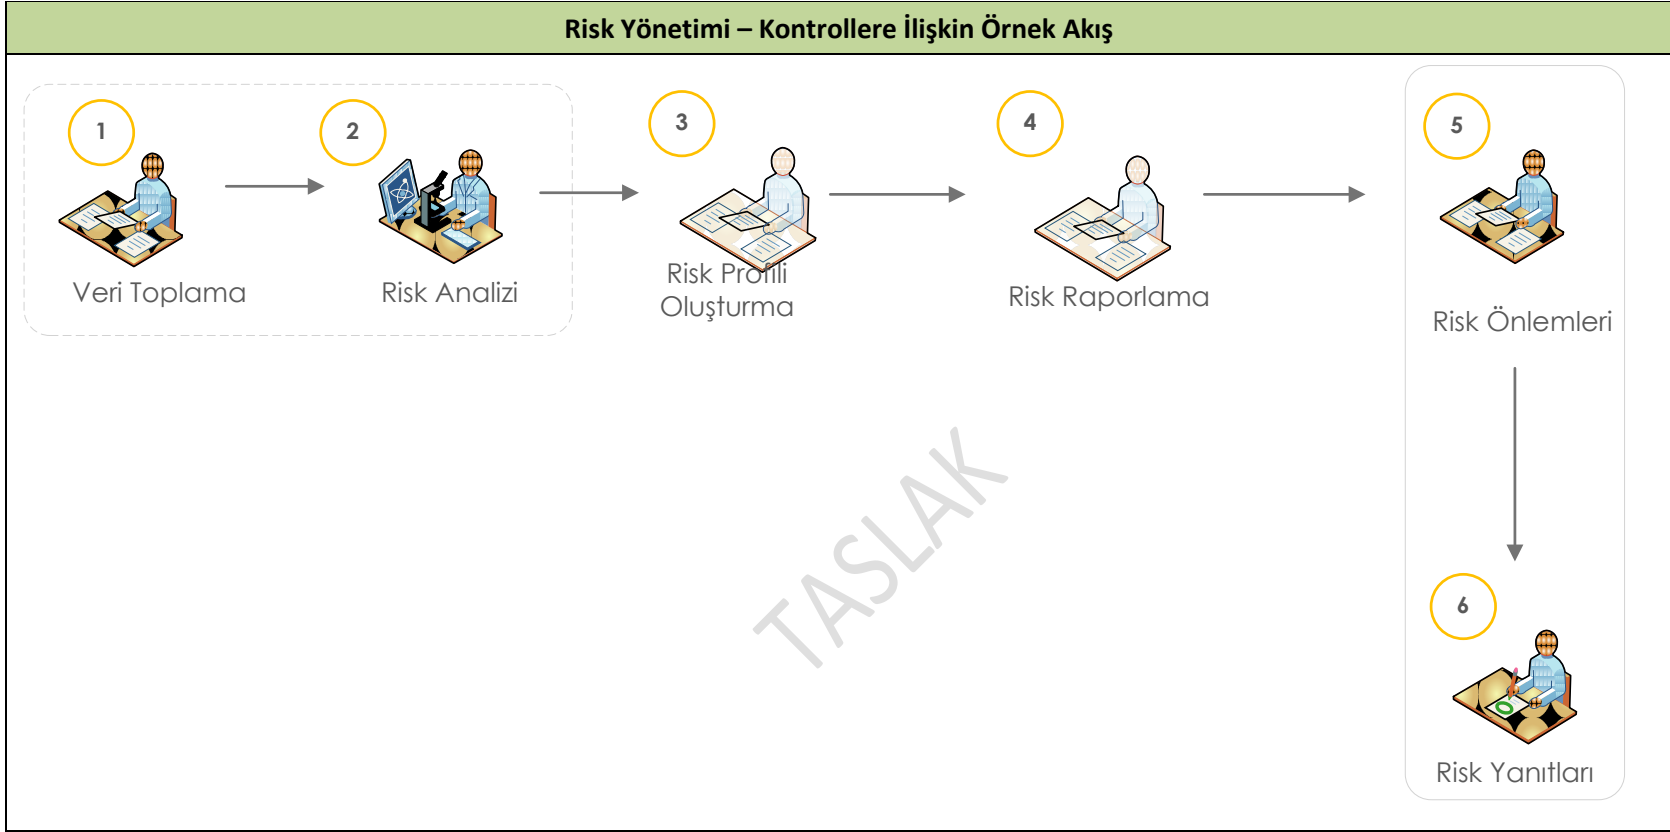 Risk Yönetimi – Kontrollere İlişkin Örnek Akış
1
2
3
4
5
Veri Toplama
Risk Analizi
Risk Profili
Oluşturma
Risk Raporlama
Risk Önlemleri
TASLAK
6
Risk Yanıtları